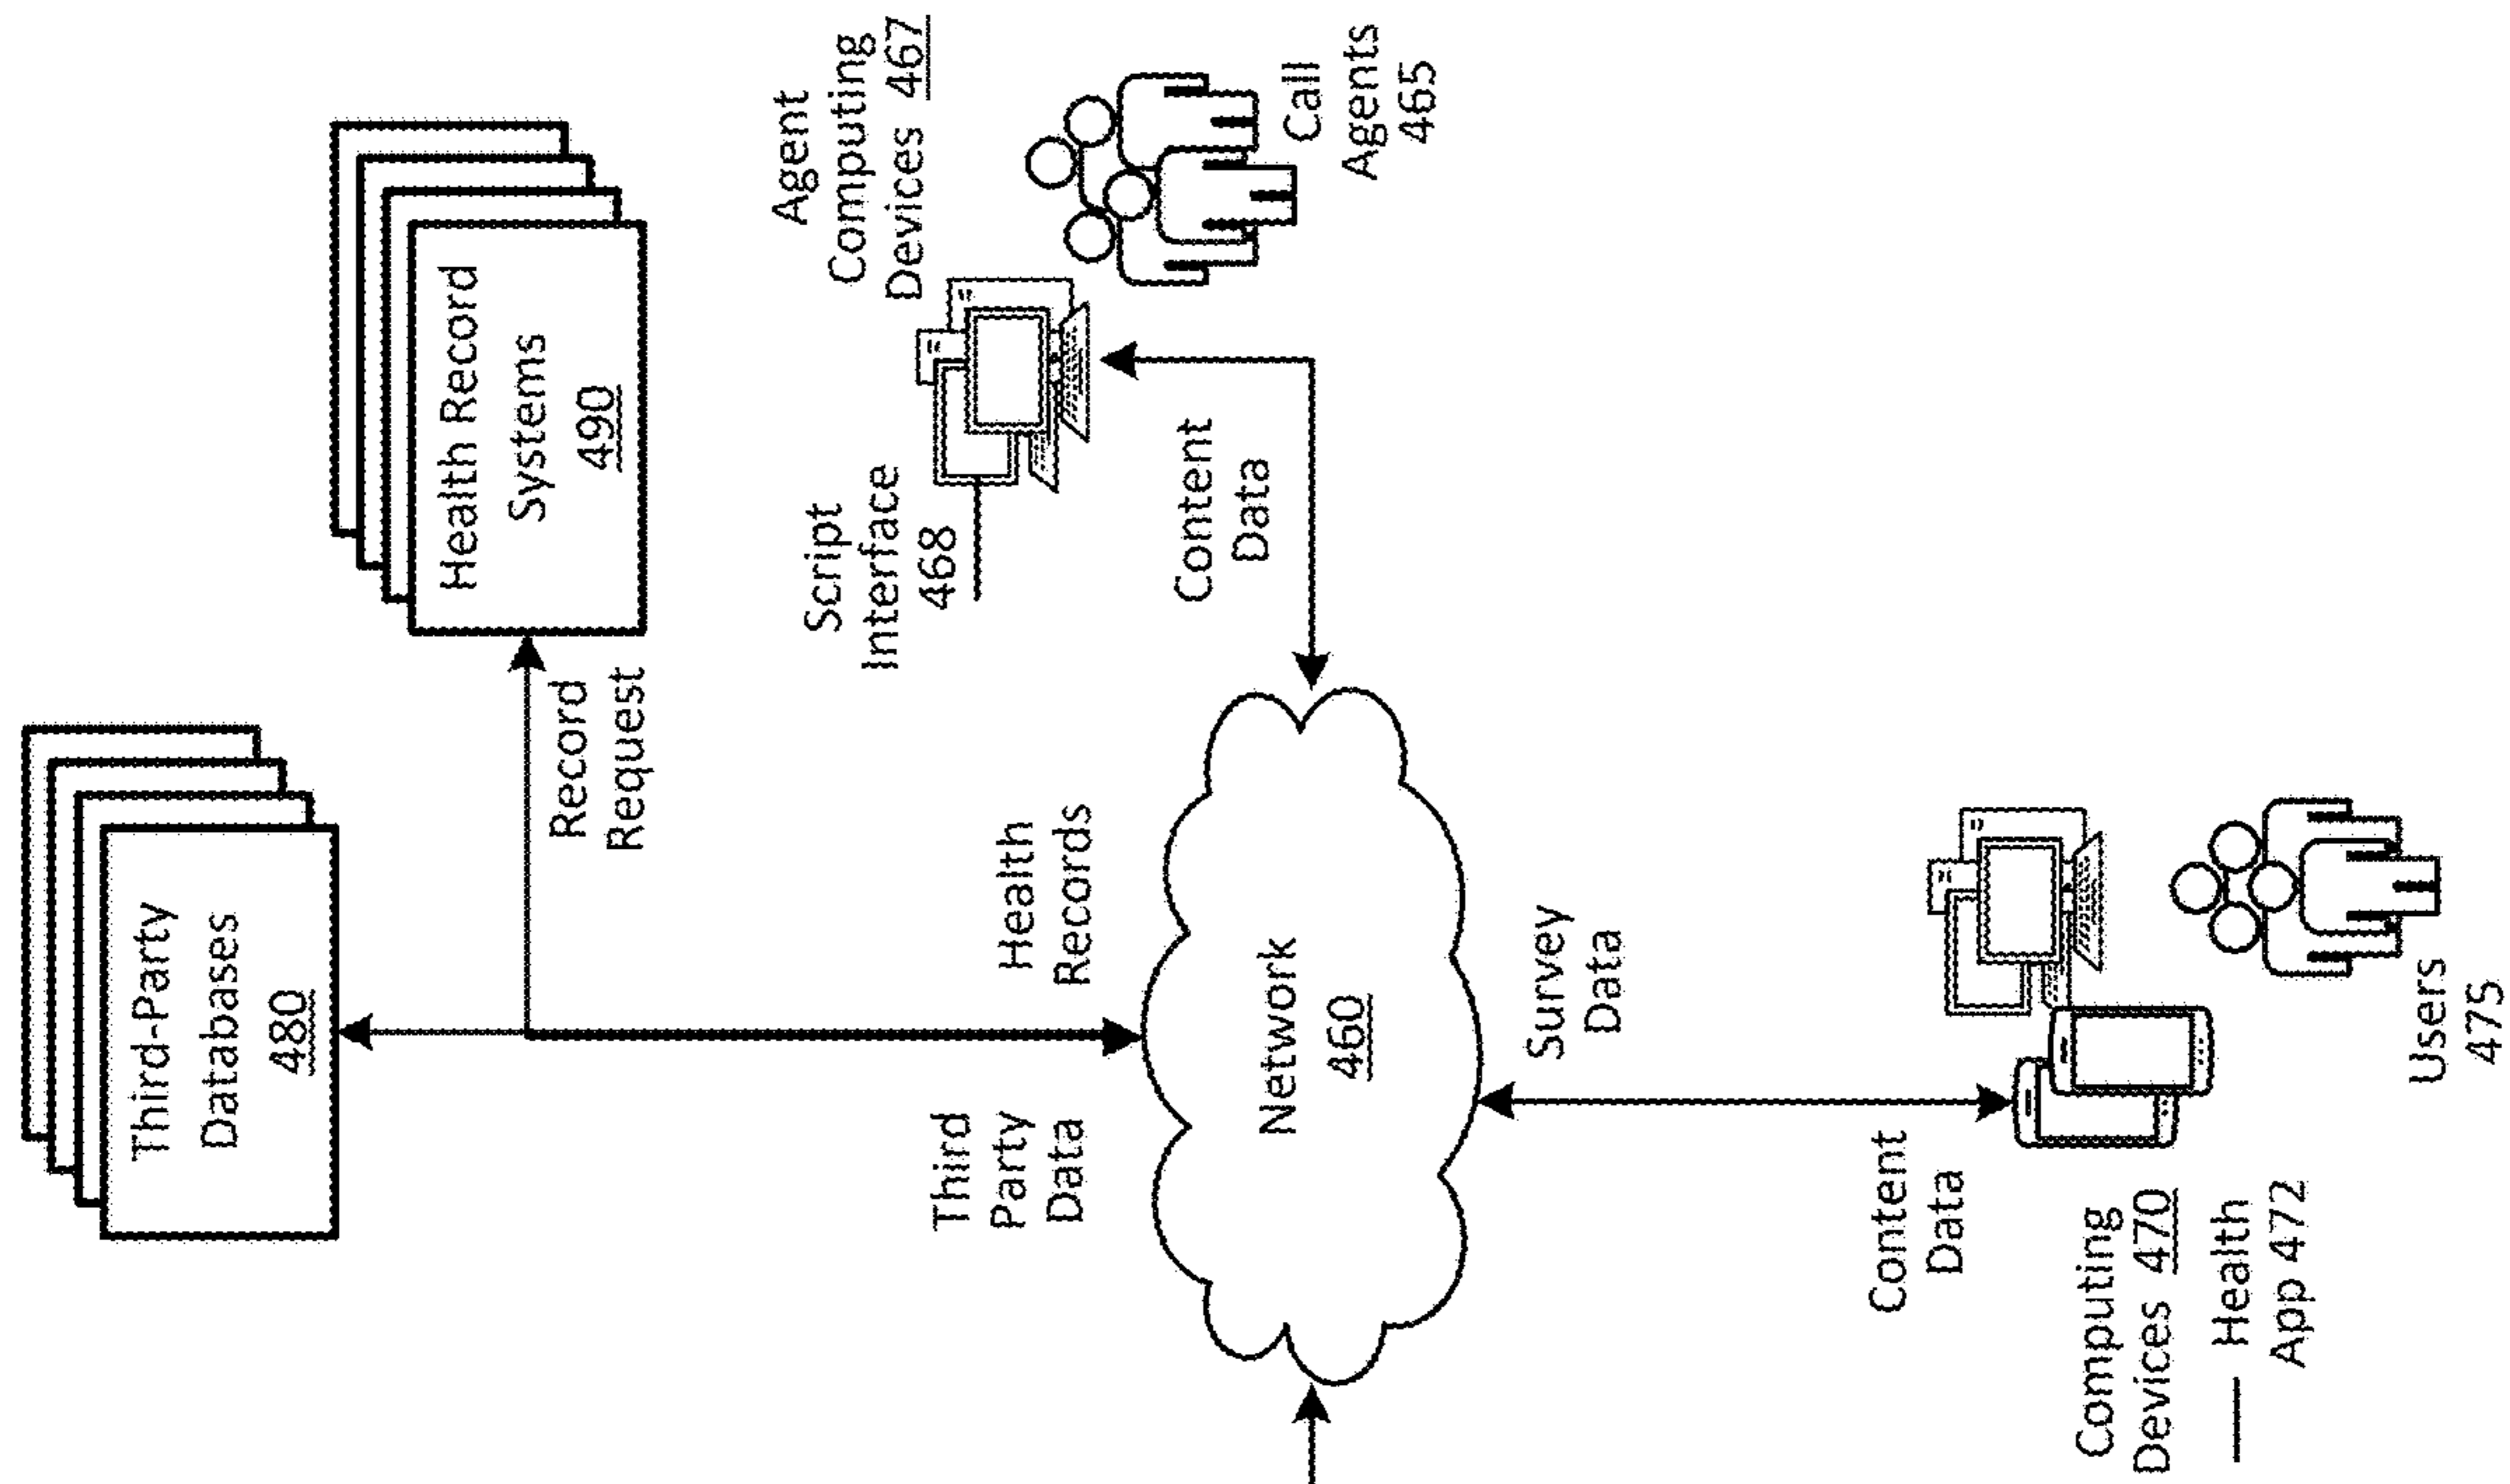 Third-Party
Databases
480
Health Record
Systems
490
Record
Request
Third
Party
Data
Health
Records
Script
Interface
468
Agent
Computing
Devices 467
Call
Agents
465
Content
Data
Network
460
Survey
Data
Content
Data
Computing
Devices 470
Health
App 472
Users
475